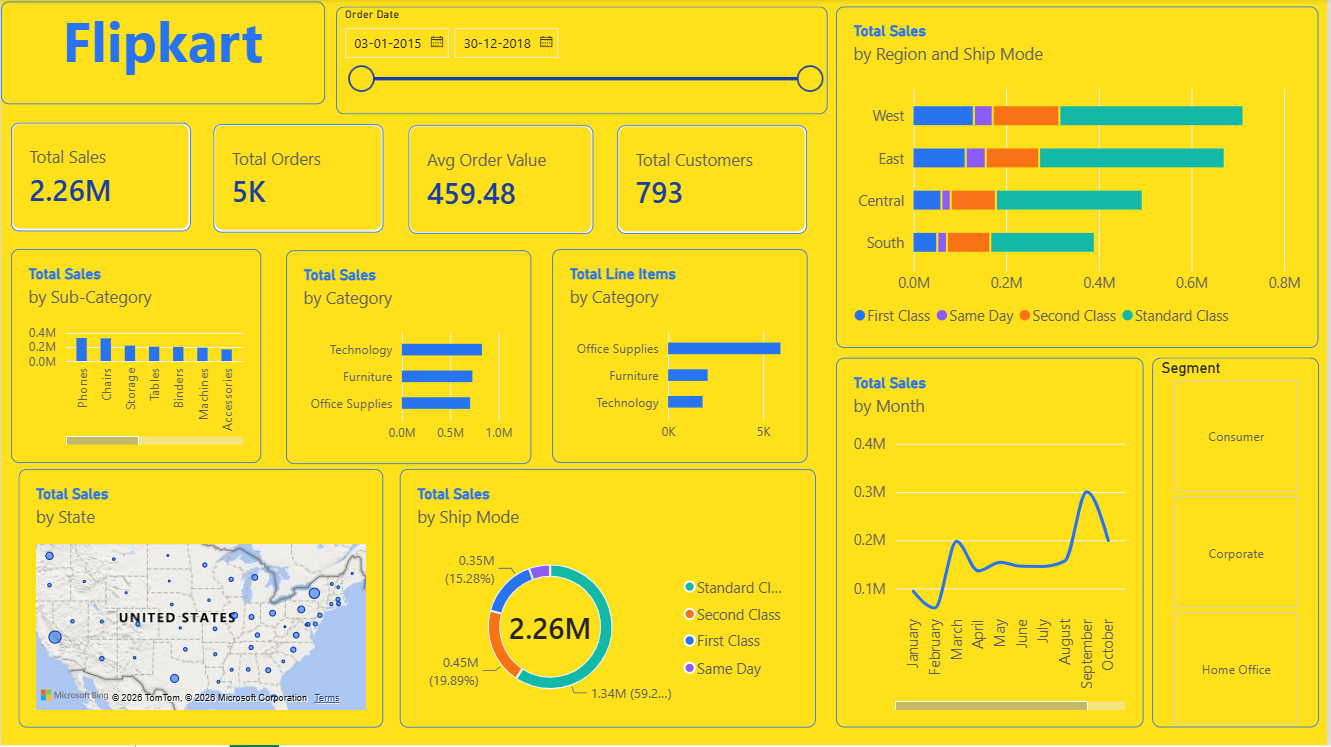 Flipkart
Order Date
03-01-2015
30-12-2018
Total Sales
2.26M
Total Orders
5K
Avg Order Value
459.48
Total Customers
793
Total Sales
by Region and Ship Mode
West
East
Central
South
0.0M 0.2M 0.4M 0.6M 0.8M
First Class Same Day Second Class Standard Class
Total Sales
by Sub-Category
0.4M
0.2M
0.0M
Phones
Chairs
Storage
Tables
Binders
Machines
Accessories
Total Sales
by Category
Technology
Furniture
Office Supplies
0.0M 0.5M 1.0M
Total Line Items
by Category
Office Supplies
Furniture
Technology
0K 5K
Total Sales
by Month
0.4M
0.3M
0.2M
0.1M
January
February
March
April
May
June
July
August
September
October
Segment
Consumer
Corporate
Home Office
Total Sales
by State
UNITED STATES
Microsoft Bing
© 2026 TomTom, © 2026 Microsoft Corporation Terms
Total Sales
by Ship Mode
0.35M
(15.28%)
0.45M
(19.89%)
2.26M
1.34M (59.2...)
Standard Cl...
Second Class
First Class
Same Day